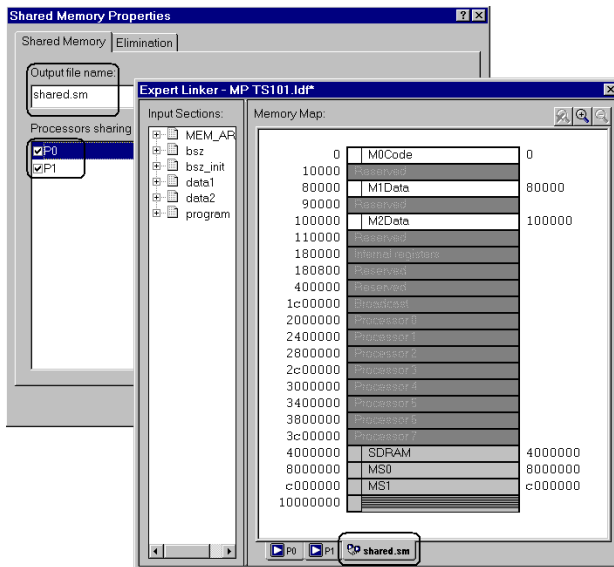 Shared Memory Properties
Shared Memory
Elimination
Output file name:
shared.sm
Processors sharing
P0
P1
Expert Linker - MP TS101.ldf*
Input Sections:
MEM_AR
bsz
bsz_init
data1
data2
program
Memory Map:
0 M0Code 0
10000 Reserved
80000 M1Data 80000
90000 Reserved
100000 M2Data 100000
110000 Reserved
180000 Internal registers
180800 Reserved
400000 Reserved
1c00000 Broadcast
2000000 Processor 0
2400000 Processor 1
2800000 Processor 2
2c00000 Processor 3
3000000 Processor 4
3400000 Processor 5
3800000 Processor 6
3c00000 Processor 7
4000000 SDRAM 4000000
8000000 MS0 8000000
c000000 MS1 c000000
10000000
P0 P1 shared.sm